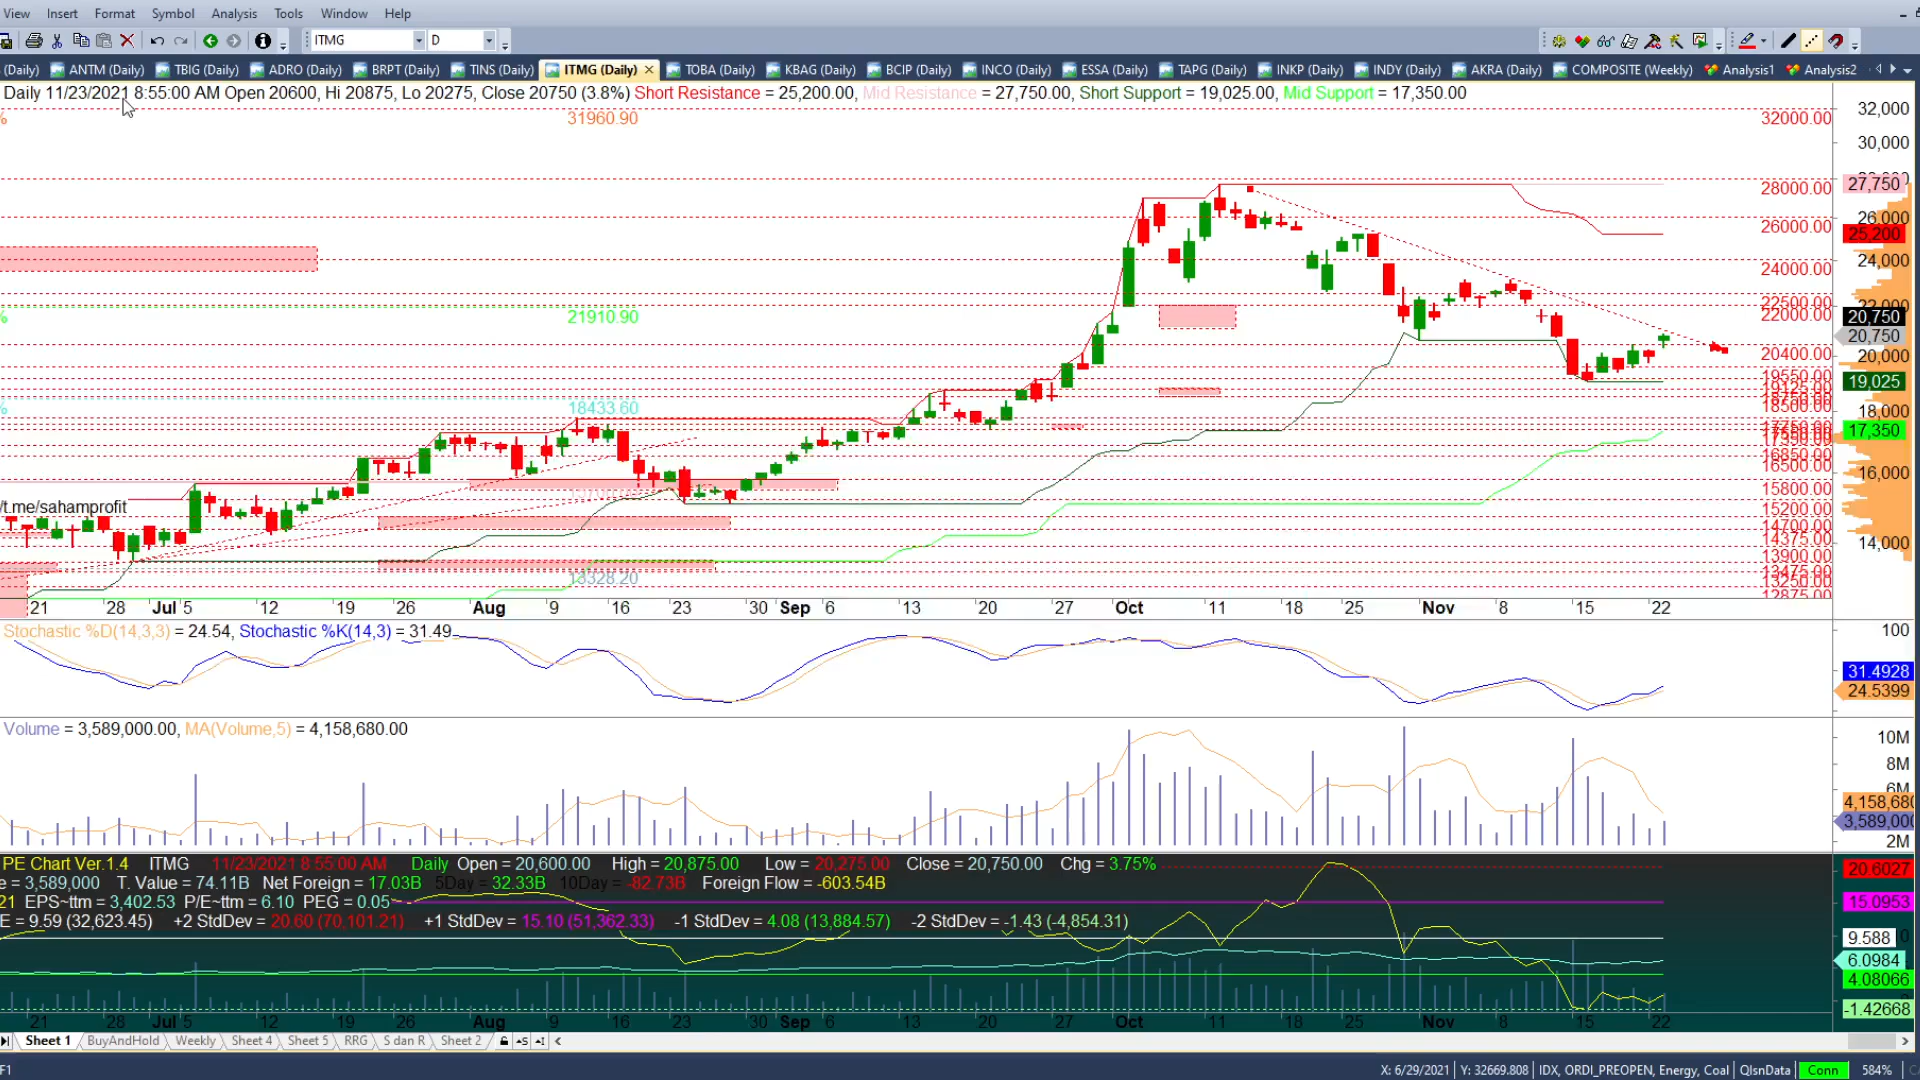 View Insert Format Symbol Analysis Tools Window Help
ITMG D
(Daily) ANTM (Daily) TBIG (Daily) ADRO (Daily) BRPT (Daily) TINS (Daily) ITMG (Daily) TOBA (Daily) KBAG (Daily) BCIP (Daily) INCO (Daily) ESSA (Daily) TAPG (Daily) INKP (Daily) INDY (Daily) AKRA (Daily) COMPOSITE (Weekly) Analysis1 Analysis2
Daily 11/23/2021 8:55:00 AM Open 20600, Hi 20875, Lo 20275, Close 20750 (3.8%) Short Resistance = 25,200.00, Mid Resistance = 27,750.00, Short Support = 19,025.00, Mid Support = 17,350.00
% 31960.90 32000.00 32,000
30,000
28000.00 27,750
26000.00 26,000
25,200
24000.00 24,000
22500.00
% 21910.90 22000.00 22,000
20,750
20,750
20400.00 20,000
19550.00
19125.00 19,025
18750.00
% 18433.60 18500.00 18,000
17750.00
17350.00 17,350
16850.00
16500.00 16,000
15800.00
/t.me/sahamprofit 15200.00
14700.00
14375.00 14,000
13900.00
13475.00
13328.20 13250.00
12875.00
21 28 Jul 5 12 19 26 Aug 9 16 23 30 Sep 6 13 20 27 Oct 11 18 25 Nov 8 15 22
Stochastic %D(14,3,3) = 24.54, Stochastic %K(14,3) = 31.49 100
31.4928
24.5399
Volume = 3,589,000.00, MA(Volume,5) = 4,158,680.00 10M
8M
6M
4,158,680
3,589,000
2M
PE Chart Ver.1.4 ITMG 11/23/2021 8:55:00 AM Daily Open = 20,600.00 High = 20,875.00 Low = 20,275.00 Close = 20,750.00 Chg = 3.75% 20.6027
e = 3,589,000 T. Value = 74.11B Net Foreign = 17.03B 5Day = 32.33B 10Day = -82.73B Foreign Flow = -603.54B
21 EPS~ttm = 3,402.53 P/E~ttm = 6.10 PEG = 0.05 15.0953
E = 9.59 (32,623.45) +2 StdDev = 20.60 (70,101.21) +1 StdDev = 15.10 (51,362.33) -1 StdDev = 4.08 (13,884.57) -2 StdDev = -1.43 (-4,854.31)
9.588
6.0984
4.08066
-1.42668
21 28 Jul 5 12 19 26 Aug 9 16 23 30 Sep 6 13 20 27 Oct 11 18 25 Nov 8 15 22
Sheet 1 BuyAndHold Weekly Sheet 4 Sheet 5 RRG S dan R Sheet 2
F1 X: 6/29/2021 Y: 32669.808 IDX, ORDI_PREOPEN, Energy, Coal QlsnData Conn 584%